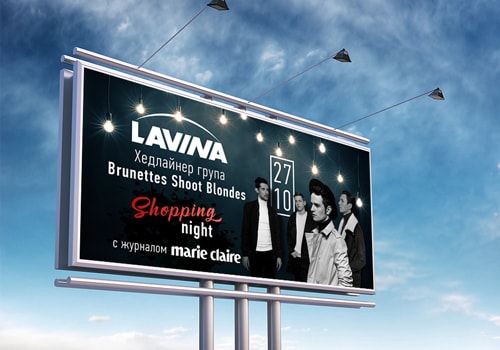 LAVINA
Хедлайнер група
Brunettes Shoot Blondes
Shopping
night
с журналом marie claire
27
10